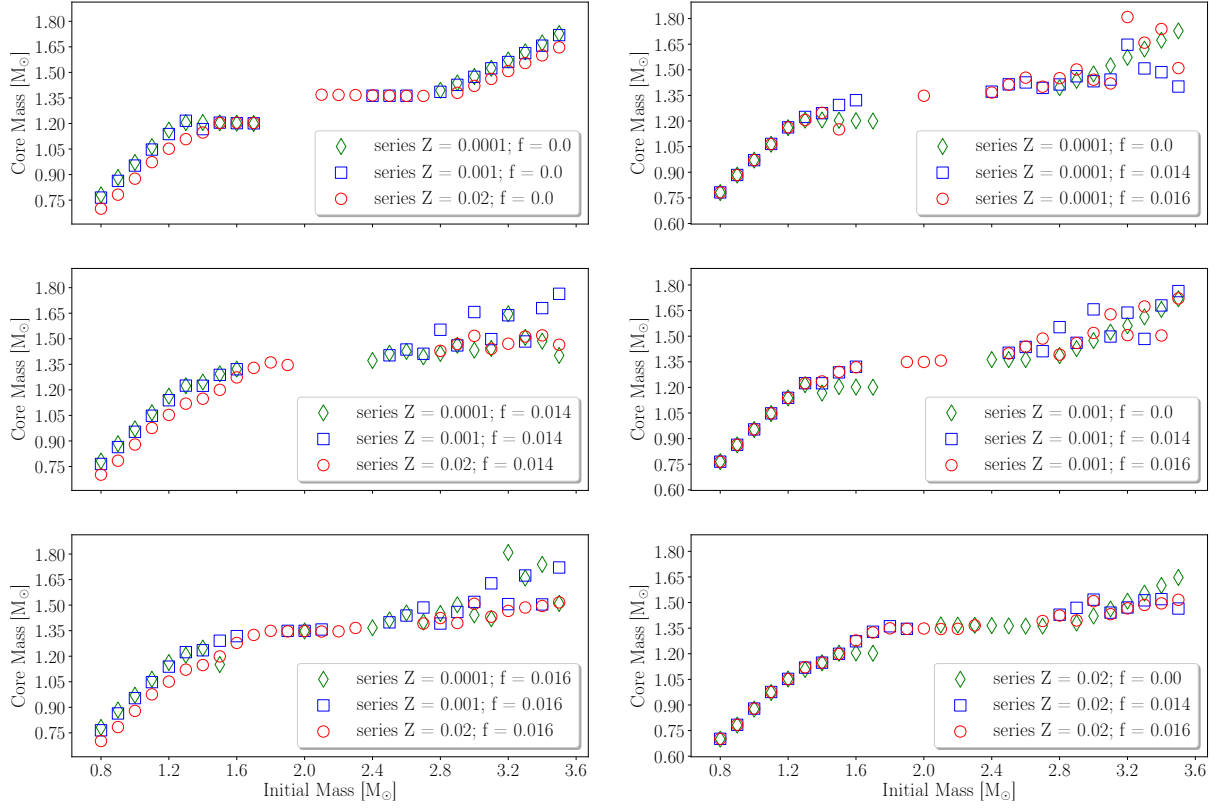 1.80
1.65
1.50
1.35
1.20
1.05
0.90
0.75
Core Mass [M⊙]
series Z = 0.0001; f = 0.0
series Z = 0.001; f = 0.0
series Z = 0.02; f = 0.0
1.80
1.65
1.50
1.35
1.20
1.05
0.90
0.75
0.60
Core Mass [M⊙]
series Z = 0.0001; f = 0.0
series Z = 0.0001; f = 0.014
series Z = 0.0001; f = 0.016
1.80
1.65
1.50
1.35
1.20
1.05
0.90
0.75
Core Mass [M⊙]
series Z = 0.0001; f = 0.014
series Z = 0.001; f = 0.014
series Z = 0.02; f = 0.014
1.80
1.65
1.50
1.35
1.20
1.05
0.90
0.75
0.60
Core Mass [M⊙]
series Z = 0.001; f = 0.0
series Z = 0.001; f = 0.014
series Z = 0.001; f = 0.016
1.80
1.65
1.50
1.35
1.20
1.05
0.90
0.75
Core Mass [M⊙]
series Z = 0.0001; f = 0.016
series Z = 0.001; f = 0.016
series Z = 0.02; f = 0.016
0.8 1.2 1.6 2.0 2.4 2.8 3.2 3.6
Initial Mass [M⊙]
1.80
1.65
1.50
1.35
1.20
1.05
0.90
0.75
0.60
Core Mass [M⊙]
series Z = 0.02; f = 0.00
series Z = 0.02; f = 0.014
series Z = 0.02; f = 0.016
0.8 1.2 1.6 2.0 2.4 2.8 3.2 3.6
Initial Mass [M⊙]